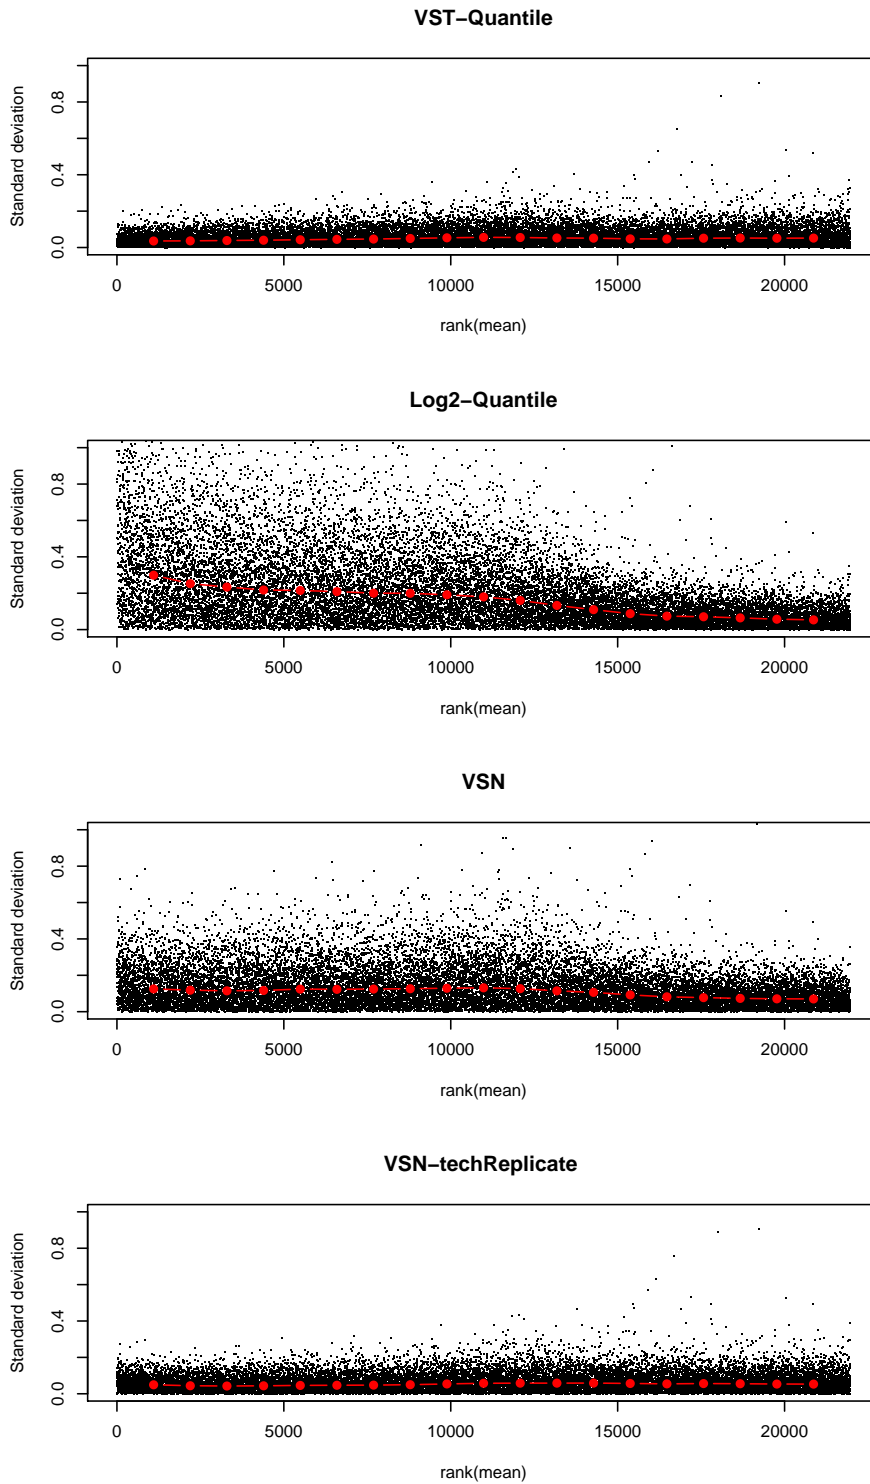 VST−Quantile
Standard deviation
0.0 0.4 0.8
0 5000 10000 15000 20000
rank(mean)
Log2−Quantile
Standard deviation
0.0 0.4 0.8
0 5000 10000 15000 20000
rank(mean)
VSN
Standard deviation
0.0 0.4 0.8
0 5000 10000 15000 20000
rank(mean)
VSN−techReplicate
Standard deviation
0.0 0.4 0.8
0 5000 10000 15000 20000
rank(mean)